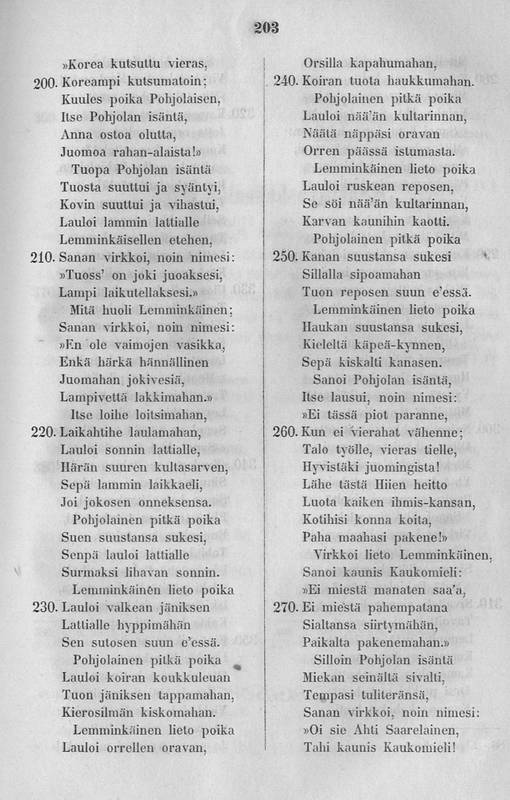 203
»Korea kutsuttu vieras,
200. Koreampi kutsumatoin;
Kuules poika Pohjolaisen,
Itse Pohjolan isäntä,
Anna ostoa olutta,
Juomoa rahan-alaista!»
Tuopa Pohjolan isäntä
Tuosta suuttui ja syäntyi,
Kovin suuttui ja vihastui,
Lauloi lammin lattialle
Lemminkäisellen etehen,
210. Sanan virkkoi, noin nimesi:
»Tuoss' on joki juoaksesi,
Lampi laikutellaksesi.»
Mitä huoli Lemminkäinen;
Sanan virkkoi, noin nimesi:
»En ole vaimojen vasikka,
Enkä härkä hännällinen
Juomahan jokivesiä,
Lampivettä lakkimahan.»
Itse loihe loitsimahan,
220. Laikahtihe laulamahan,
Lauloi sonnin lattialle,
Härän suuren kultasarven,
Sepä lammin laikkaeli,
Joi jokosen onneksensa.
Pohjolainen pitkä poika
Suen suustansa sukesi,
Senpä lauloi lattialle
Surmaksi lihavan sonnin.
Lemminkäinen lieto poika
230. Lauloi valkean jäniksen
Lattialle hyppimähän
Sen sutosen suun e'essä.
Pohjolainen pitkä poika
Lauloi koiran koukkuleuan
Tuon jäniksen tappamahan,
Kierosilmän kiskomahan.
Lemminkäinen lieto poika
Lauloi orrellen oravan,
Orsilla kapahumahan,
240. Koiran tuota haukkumahan.
Pohjolainen pitkä poika
Lauloi nää'än kultarinnan,
Näätä näppäsi oravan
Orren päässä istumasta.
Lemminkäinen lieto poika
Lauloi ruskean reposen,
Se söi nää'än kultarinnan,
Karvan kaunihin kaotti.
Pohjolainen pitkä poika
250. Kanan suustansa sukesi
Sillalla sipoamahan
Tuon reposen suun e'essä.
Lemminkäinen lieto poika
Haukan suustansa sukesi,
Kieleltä käpeä-kynnen,
Sepä kiskalti kanasen.
Sanoi Pohjolan isäntä,
Itse lausui, noin nimesi:
»Ei tässä piot paranne,
260. Kun ei vierahat vähenne;
Talo työlle, vieras tielle,
Hyvistäki juomingista!
Lähe tästä Hiien heitto
Luota kaiken ihmis-kansan,
Kotihisi konna koita,
Paha maahasi pakene!»
Virkkoi lieto Lemminkäinen,
Sanoi kaunis Kaukomieli:
»Ei miestä manaten saa'a,
270. Ei miestä pahempatana
Sialtansa siirtymähän,
Paikalta pakenemahan.»
Silloin Pohjolan isäntä
Miekan seinältä sivalti,
Tempasi tuliteränsä,
Sanan virkkoi, noin nimesi:
»Oi sie Ahti Saarelainen,
Tahi kaunis Kaukomieli!